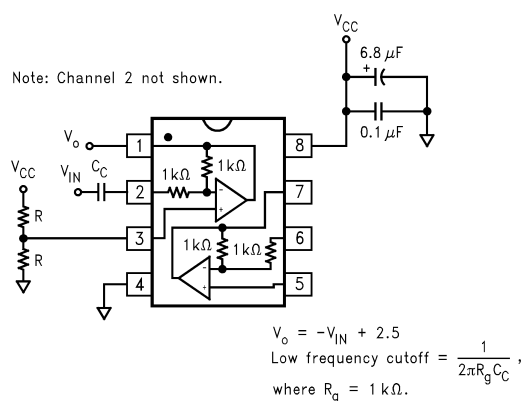 V_CC
6.8 µF
+
Note: Channel 2 not shown.
0.1 µF
V_o
1
8
V_CC
V_IN
C_C
1 kΩ
1 kΩ
2
7
-
+
R
3
6
1 kΩ
1 kΩ
R
4
5
-
+
V_o = -V_IN + 2.5
Low frequency cutoff = 1 / 2πR_gC_C ,
where R_g = 1 kΩ.